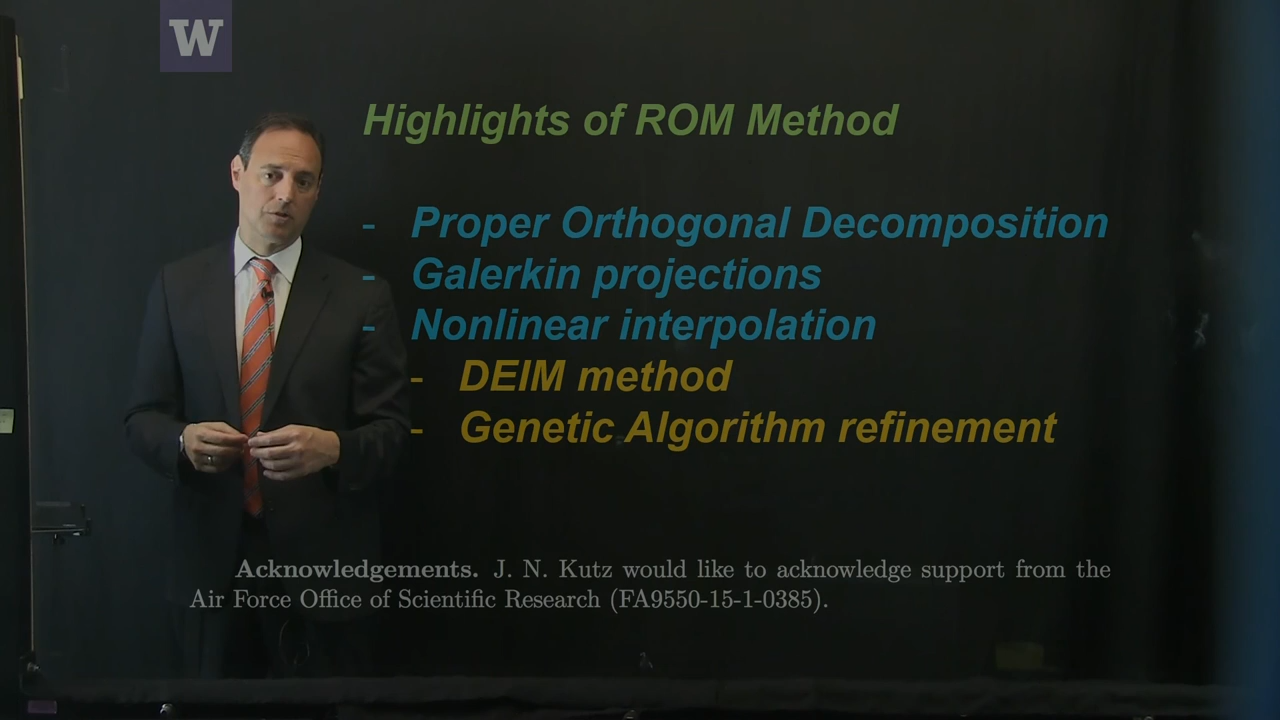 W
Highlights of ROM Method
- Proper Orthogonal Decomposition
- Galerkin projections
- Nonlinear interpolation
- DEIM method
- Genetic Algorithm refinement
Acknowledgements. J. N. Kutz would like to acknowledge support from the
Air Force Office of Scientific Research (FA9550-15-1-0385).